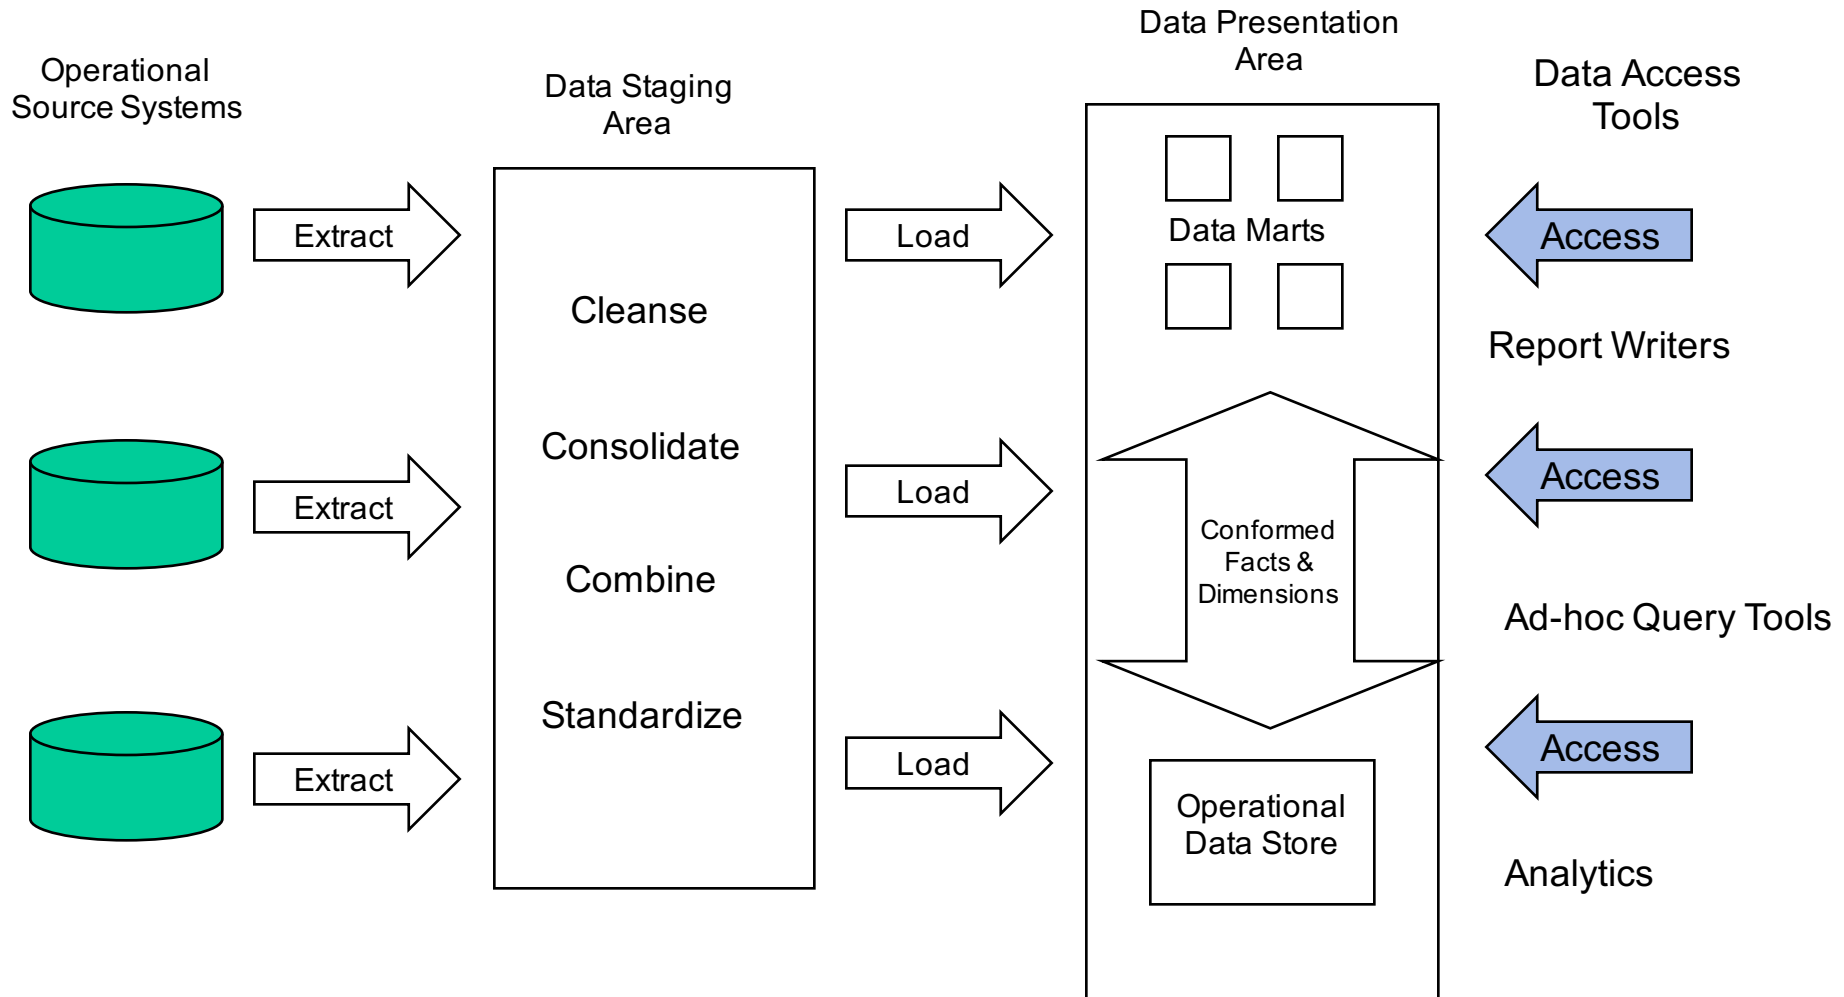 Operational
Source Systems
Extract
Extract
Extract
Data Staging
Area
Cleanse
Consolidate
Combine
Standardize
Load
Load
Load
Data Presentation
Area
Data Marts
Conformed
Facts &
Dimensions
Operational
Data Store
Data Access
Tools
Access
Report Writers
Access
Ad-hoc Query Tools
Access
Analytics